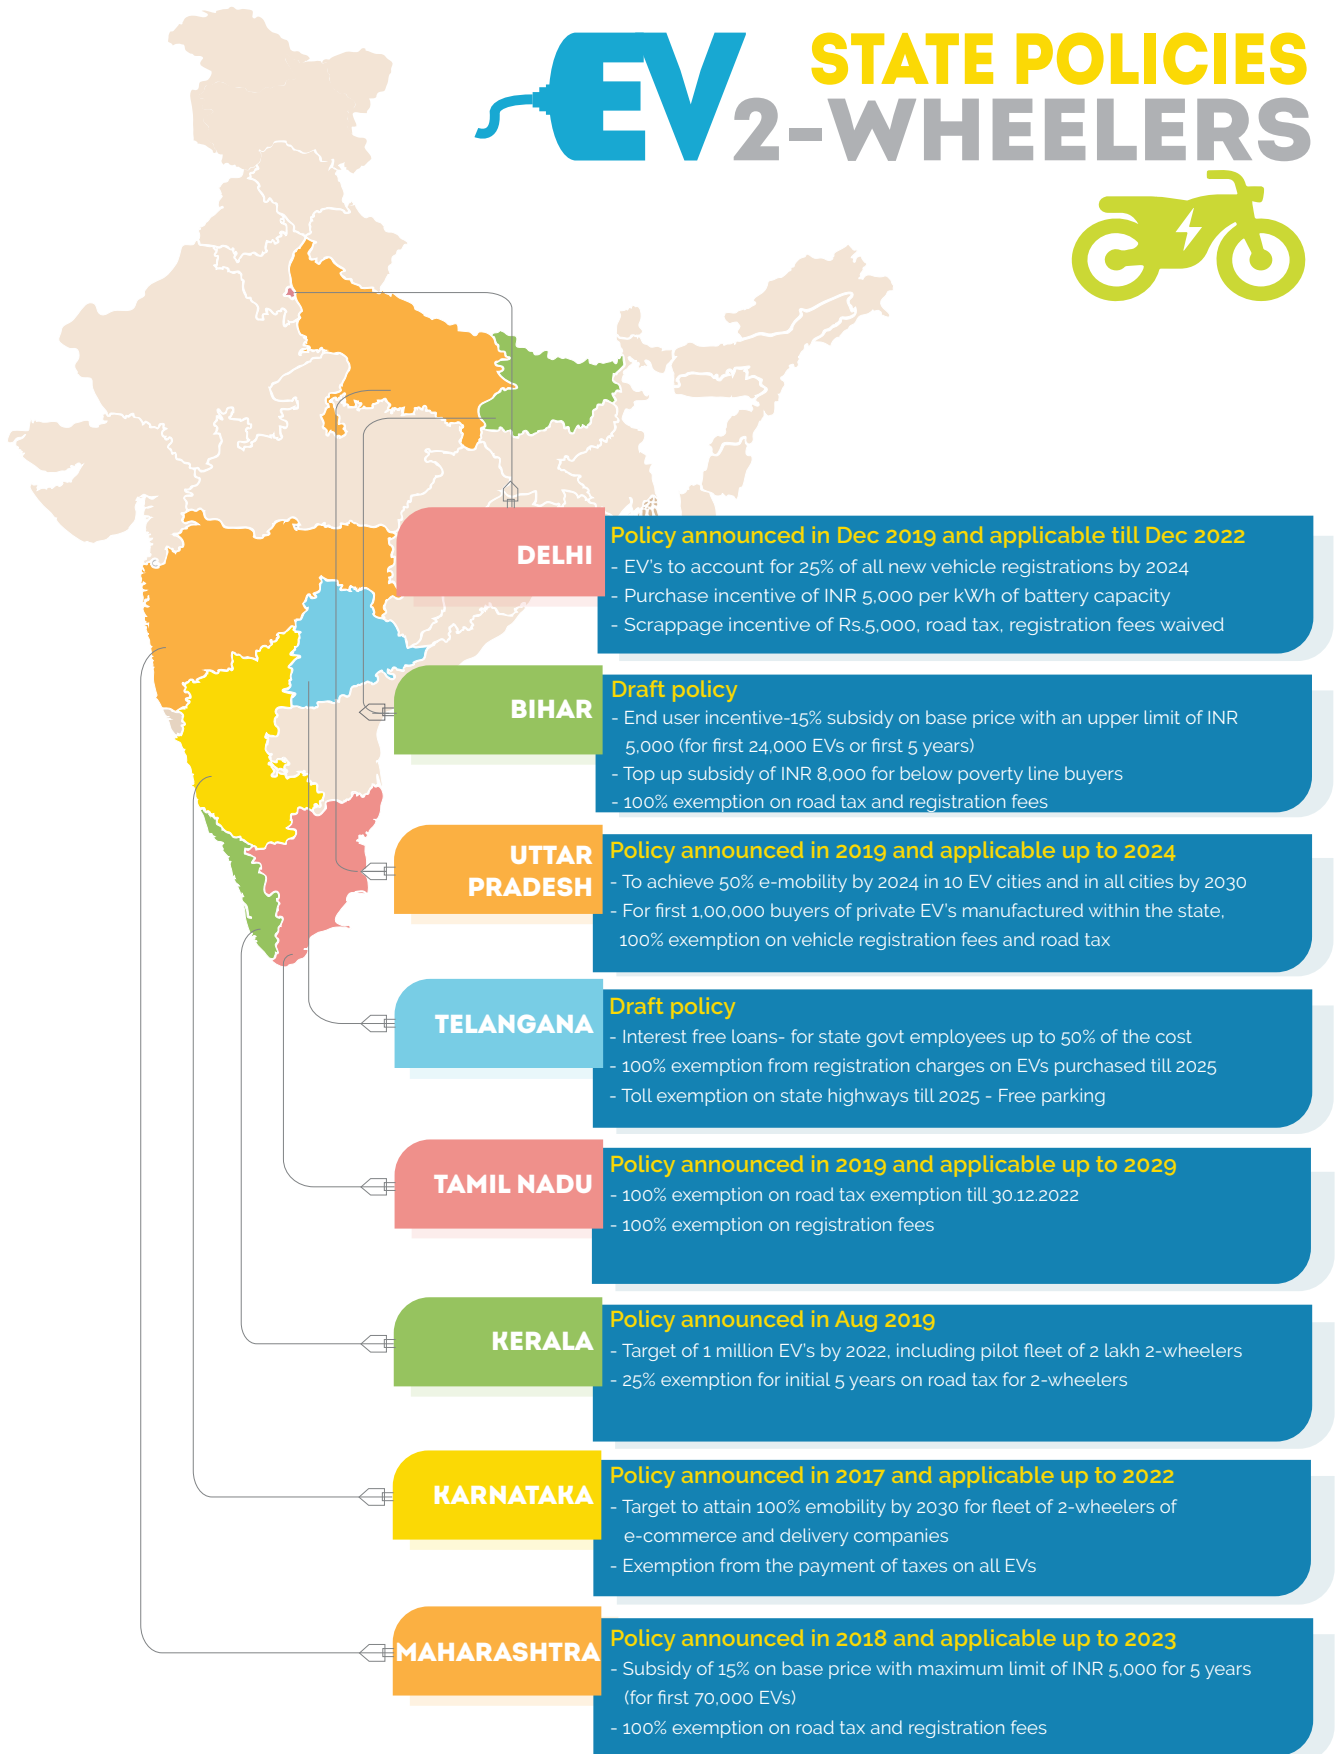 EV STATE POLICIES
2-WHEELERS
DELHI
Policy announced in Dec 2019 and applicable till Dec 2022
- EV's to account for 25% of all new vehicle registrations by 2024
- Purchase incentive of INR 5,000 per kWh of battery capacity
- Scrappage incentive of Rs.5,000, road tax, registration fees waived
BIHAR
Draft policy
- End user incentive-15% subsidy on base price with an upper limit of INR
5,000 (for first 24,000 EVs or first 5 years)
- Top up subsidy of INR 8,000 for below poverty line buyers
- 100% exemption on road tax and registration fees
UTTAR
PRADESH
Policy announced in 2019 and applicable up to 2024
- To achieve 50% e-mobility by 2024 in 10 EV cities and in all cities by 2030
- For first 1,00,000 buyers of private EV's manufactured within the state,
100% exemption on vehicle registration fees and road tax
TELANGANA
Draft policy
- Interest free loans- for state govt employees up to 50% of the cost
- 100% exemption from registration charges on EVs purchased till 2025
- Toll exemption on state highways till 2025 - Free parking
TAMIL NADU
Policy announced in 2019 and applicable up to 2029
- 100% exemption on road tax exemption till 30.12.2022
- 100% exemption on registration fees
KERALA
Policy announced in Aug 2019
- Target of 1 million EV's by 2022, including pilot fleet of 2 lakh 2-wheelers
- 25% exemption for initial 5 years on road tax for 2-wheelers
KARNATAKA
Policy announced in 2017 and applicable up to 2022
- Target to attain 100% emobility by 2030 for fleet of 2-wheelers of
e-commerce and delivery companies
- Exemption from the payment of taxes on all EVs
MAHARASHTRA
Policy announced in 2018 and applicable up to 2023
- Subsidy of 15% on base price with maximum limit of INR 5,000 for 5 years
(for first 70,000 EVs)
- 100% exemption on road tax and registration fees